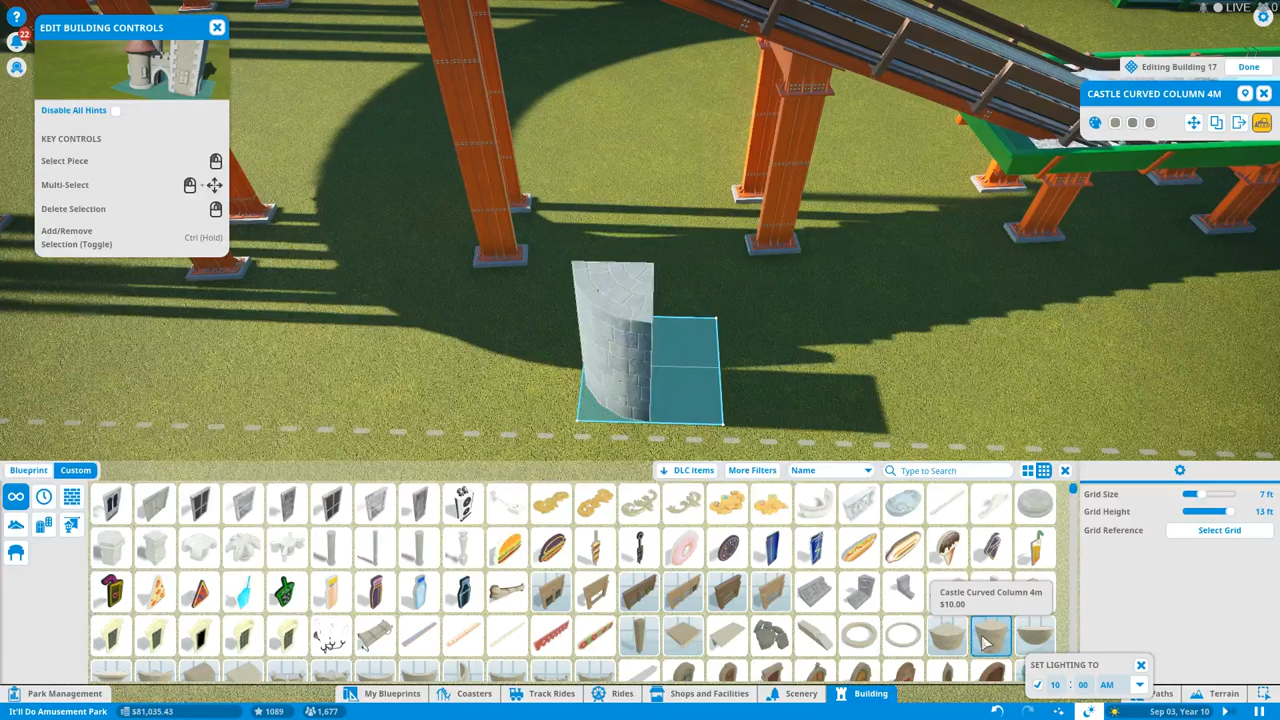 ?
22
EDIT BUILDING CONTROLS
Disable All Hints
KEY CONTROLS
Select Piece
Multi-Select
+
Delete Selection
Add/Remove
Selection (Toggle)
Ctrl (Hold)
LIVE
0
Editing Building 17
Done
CASTLE CURVED COLUMN 4M
Blueprint
Custom
DLC items
More Filters
Name
Type to Search
Grid Size
7 ft
Grid Height
13 ft
Grid Reference
Select Grid
Castle Curved Column 4m
$10.00
SET LIGHTING TO
10 : 00 AM
Park Management
My Blueprints
Coasters
Track Rides
Rides
Shops and Facilities
Scenery
Building
Paths
Terrain
It'll Do Amusement Park
$81,035.43
1089
1,677
Sep 03, Year 10